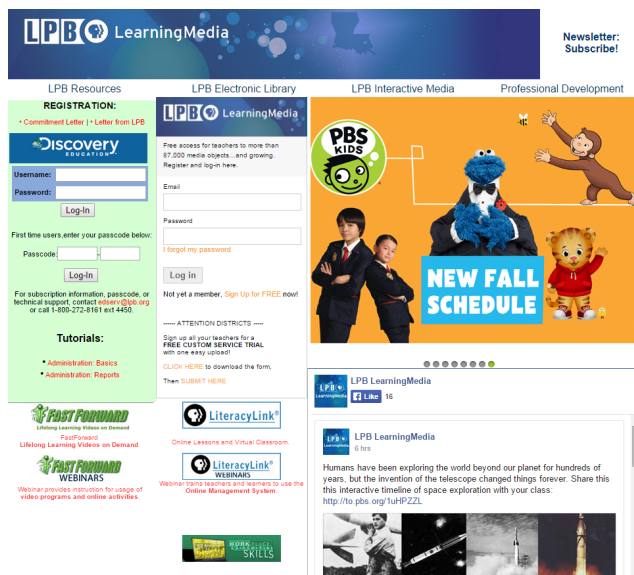 LPB LearningMedia
Newsletter:
Subscribe!
LPB Resources
LPB Electronic Library
LPB Interactive Media
Professional Development
REGISTRATION:
• Commitment Letter | • Letter from LPB
Discovery
EDUCATION
Username:
Password:
Log-In
First time users,enter your passcode below:
Passcode: -
Log-In
For subscription information, passcode, or
technical support, contact edserv@lpb.org
or call 1-800-272-8161 ext 4450.
Tutorials:
• Administration: Basics
• Administration: Reports
FAST FORWARD
Lifelong Learning Videos on Demand
FastForward
Lifelong Learning Videos on Demand
FAST FORWARD
WEBINARS
Webinar provides instruction for usage of
video programs and online activities.
LPB LearningMedia
Free access for teachers to more than
87,000 media objects...and growing.
Register and log-in here.
Email
Password
I forgot my password
Log in
Not yet a member, Sign Up for FREE now!
------ ATTENTION DISTRICTS -----
Sign up all your teachers for a
FREE CUSTOM SERVICE TRIAL
with one easy upload!
CLICK HERE to download the form,
Then SUBMIT HERE
LiteracyLink®
Online Lessons and Virtual Classroom.
LiteracyLink®
WEBINARS
Webinar trains teachers and learners to use the
Online Management System.
SKILLS
PBS
KIDS
NEW FALL
SCHEDULE
LPB
LPB LearningMedia
Like 16
LPB
LPB LearningMedia
6 hrs
Humans have been exploring the world beyond our planet for hundreds of
years, but the invention of the telescope changed things forever. Share this
this interactive timeline of space exploration with your class:
http://to.pbs.org/1uHPZZL